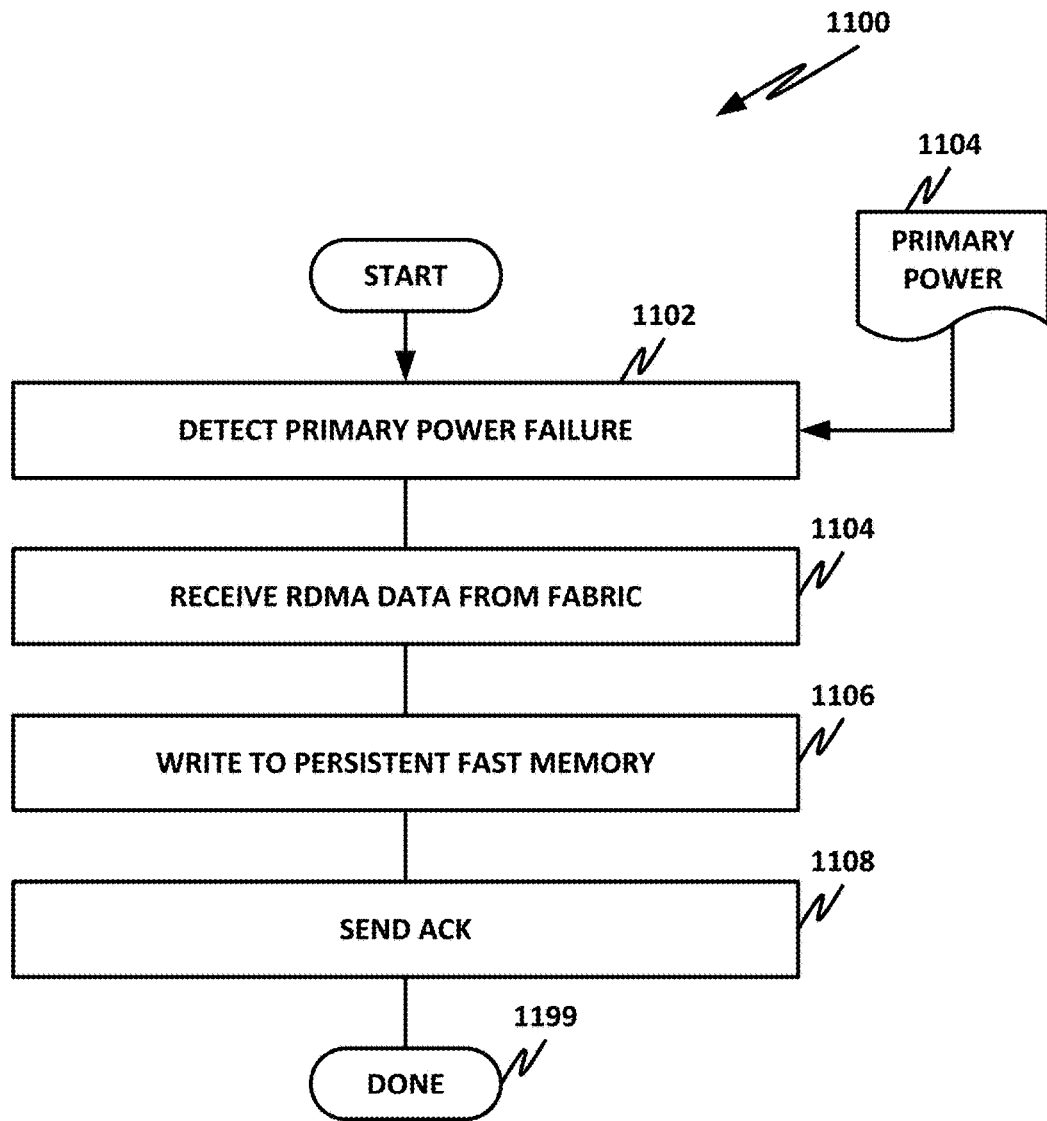 1100
1104
PRIMARY
POWER
START
1102
DETECT PRIMARY POWER FAILURE
1104
RECEIVE RDMA DATA FROM FABRIC
1106
WRITE TO PERSISTENT FAST MEMORY
1108
SEND ACK
1199
DONE